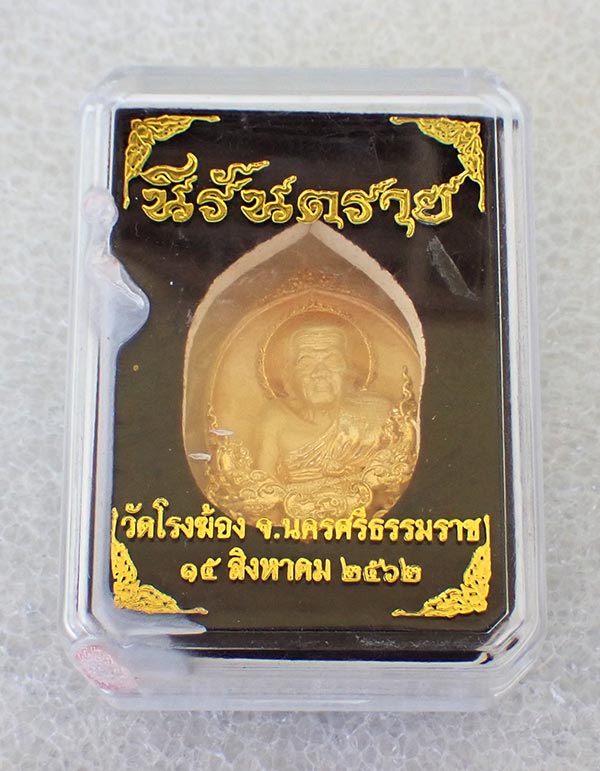 นิรันตราย
วัดโรงฆ้อง จ.นครศรีธรรมราช
๑๕ สิงหาคม ๒๕๖๒